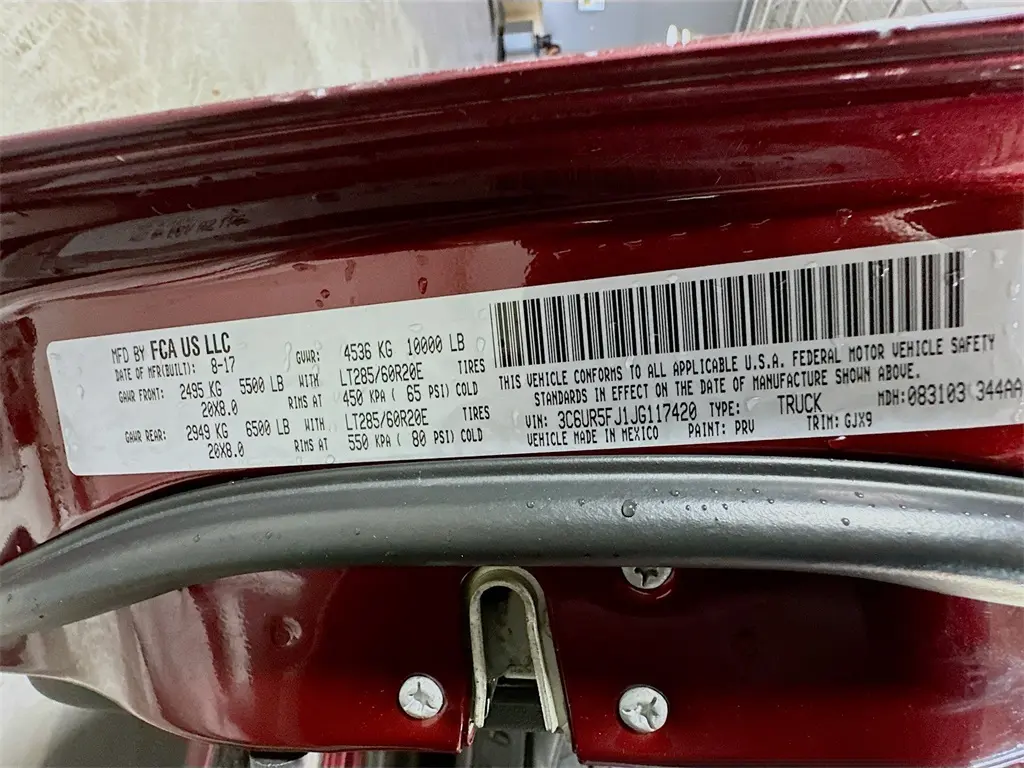 MFD BY FCA US LLC
DATE OF MFR(BUILT): 8-17 GVWR: 4536 KG 10000 LB
GAWR FRONT: 2495 KG 5500 LB WITH LT285/60R20E TIRES
20X8.0 RIMS AT 450 KPA ( 65 PSI) COLD
GAWR REAR: 2949 KG 6500 LB WITH LT285/60R20E TIRES
20X8.0 RIMS AT 550 KPA ( 80 PSI) COLD
THIS VEHICLE CONFORMS TO ALL APPLICABLE U.S.A. FEDERAL MOTOR VEHICLE SAFETY
STANDARDS IN EFFECT ON THE DATE OF MANUFACTURE SHOWN ABOVE.
VIN: 3C6UR5FJ1JG117420 TYPE: TRUCK MDH: 083103 344AA
VEHICLE MADE IN MEXICO PAINT: PRV TRIM: GJX9